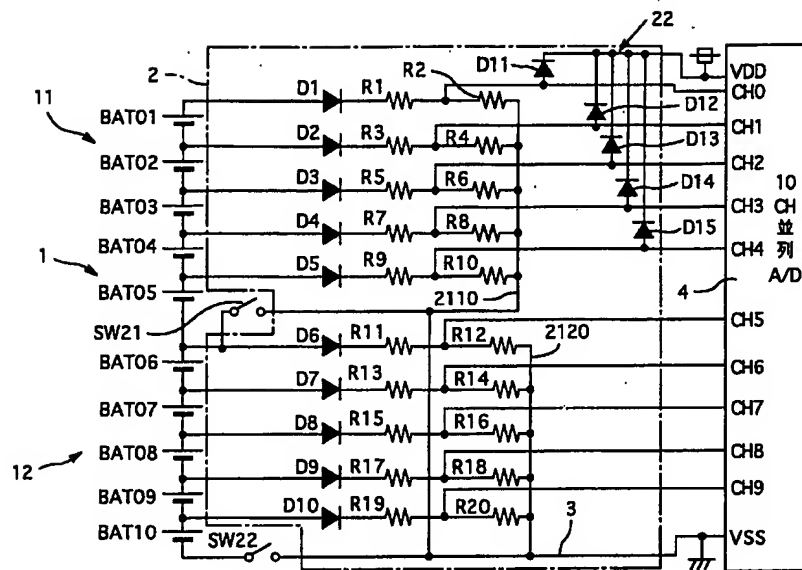 22
2
D11
VDD
CH0
D1 R1 R2
11
BAT01
D12
D2 R3 R4
CH1
BAT02
D13
D3 R5 R6
CH2
10
CH
並
列
A/D
BAT03
D14
D4 R7 R8
CH3
BAT04
D15
D5 R9 R10
CH4
1
BAT05
2110
4
SW21
D6 R11 R12
2120
CH5
BAT06
D7 R13 R14
CH6
BAT07
D8 R15 R16
CH7
12
BAT08
D9 R17 R18
CH8
BAT09
D10 R19 R20
CH9
BAT10
SW22
3
VSS